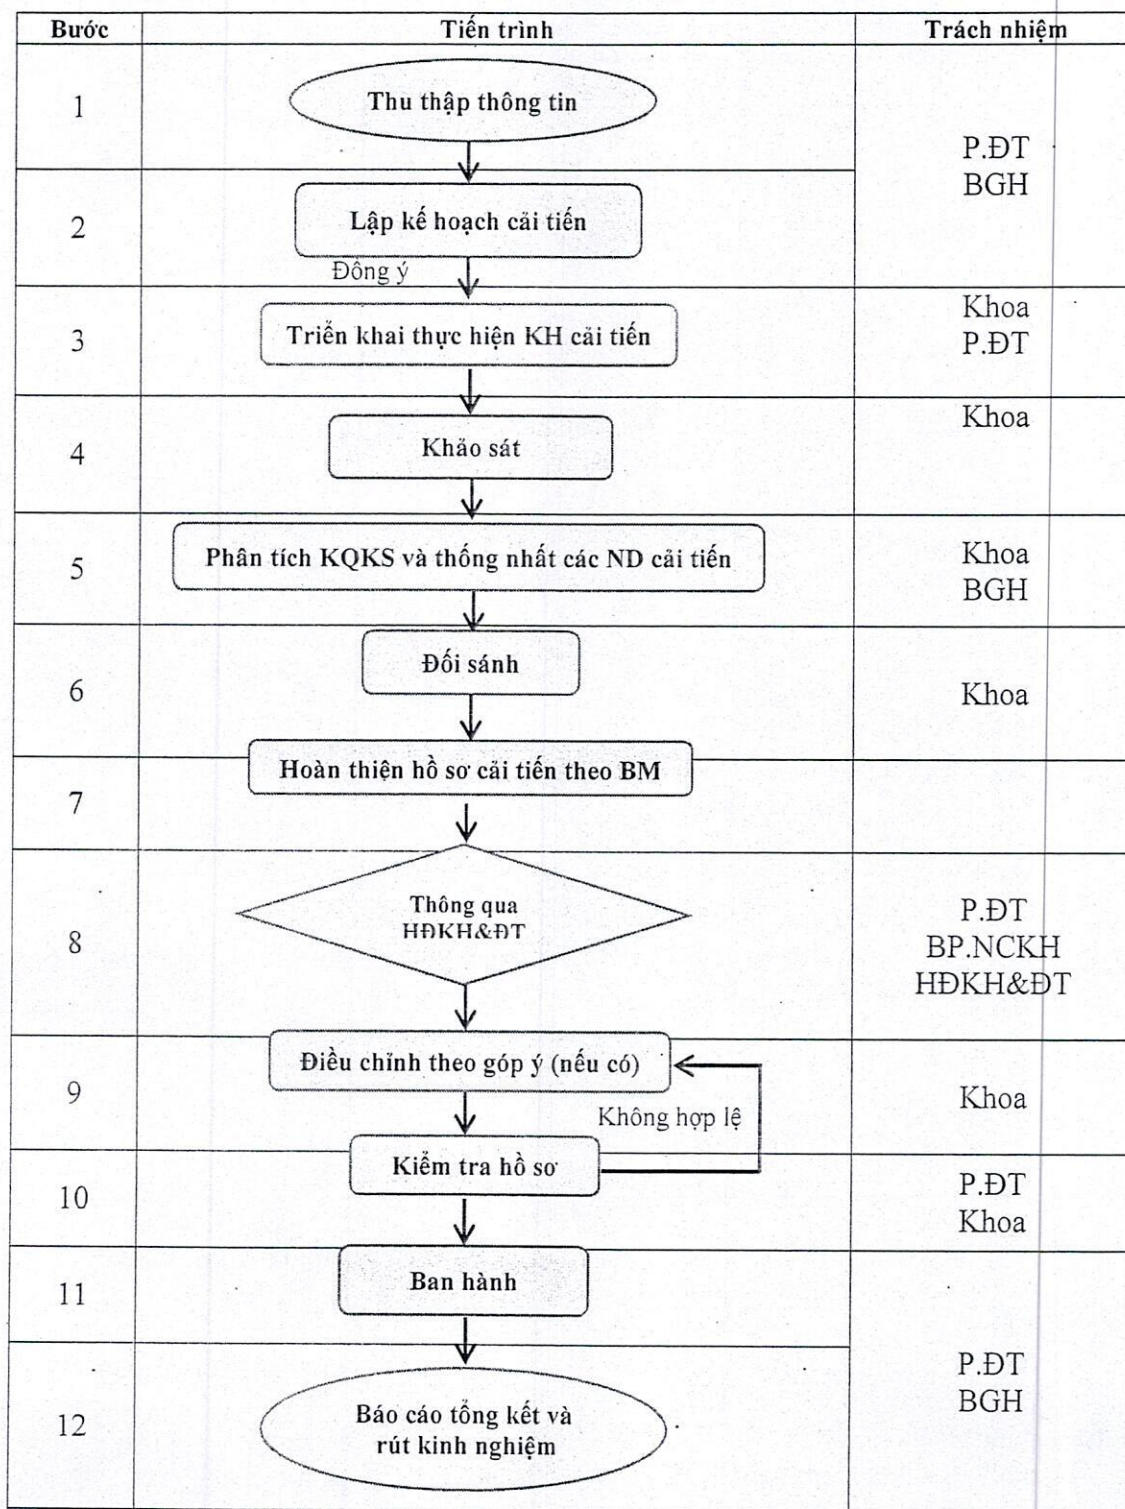 Bước Tiến trình Trách nhiệm
1 Thu thập thông tin
P.ĐT
BGH
2 Lập kế hoạch cải tiến
Đông ý
3 Triển khai thực hiện KH cải tiến
Khoa
P.ĐT
4 Khảo sát
Khoa
5 Phân tích KQKS và thống nhất các ND cải tiến
Khoa
BGH
6 Đối sánh
Khoa
Hoàn thiện hồ sơ cải tiến theo BM
7
8 Thông qua
HĐKH&ĐT
P.ĐT
BP.NCKH
HĐKH&ĐT
9 Điều chỉnh theo góp ý (nếu có)
Không hợp lệ
Khoa
10 Kiểm tra hồ sơ
P.ĐT
Khoa
11 Ban hành
12 Báo cáo tổng kết và
rút kinh nghiệm
P.ĐT
BGH